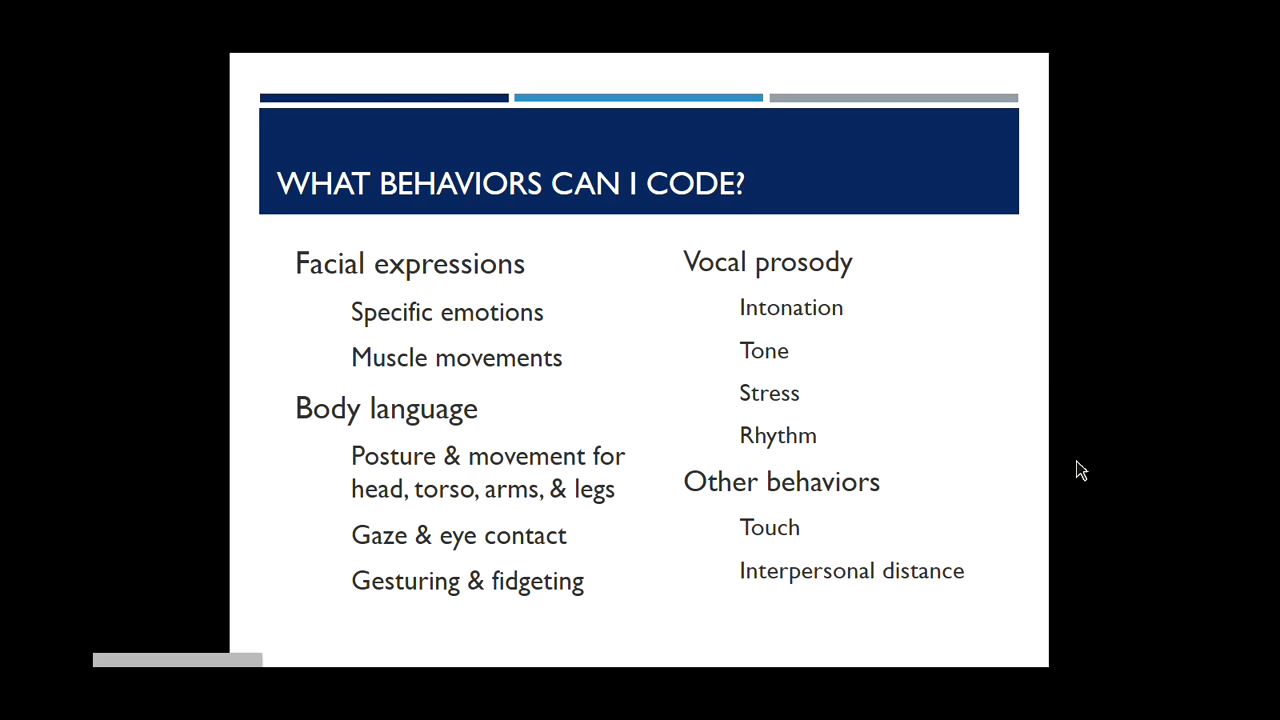 WHAT BEHAVIORS CAN I CODE?
Facial expressions
Specific emotions
Muscle movements
Body language
Posture & movement for
head, torso, arms, & legs
Gaze & eye contact
Gesturing & fidgeting
Vocal prosody
Intonation
Tone
Stress
Rhythm
Other behaviors
Touch
Interpersonal distance